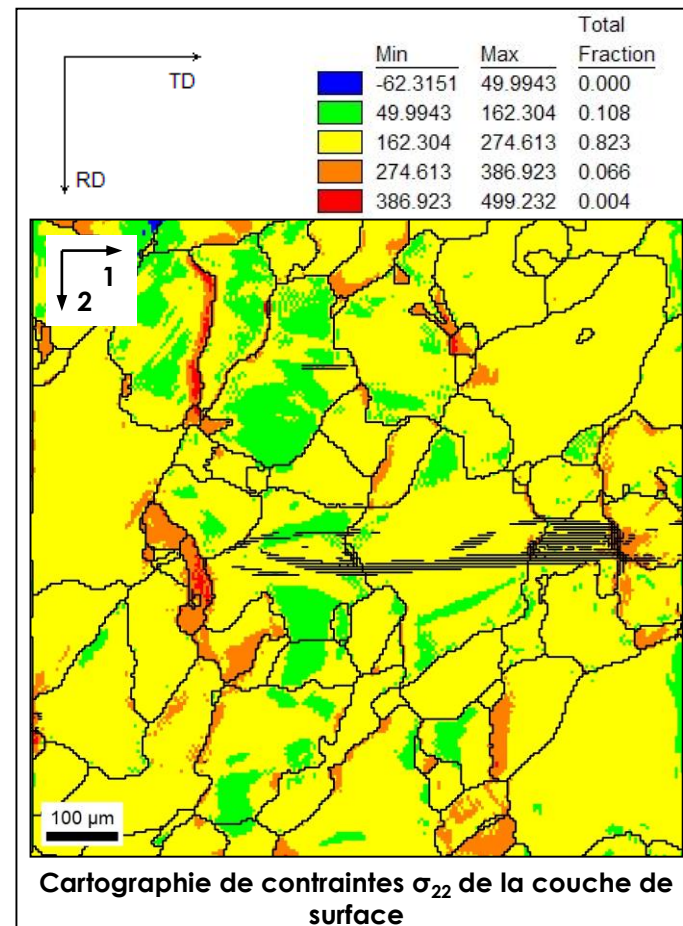 Total
Min Max Fraction
TD
-62.3151 49.9943 0.000
49.9943 162.304 0.108
162.304 274.613 0.823
274.613 386.923 0.066
386.923 499.232 0.004
RD
1
2
100 µm
Cartographie de contraintes σ22 de la couche de
surface